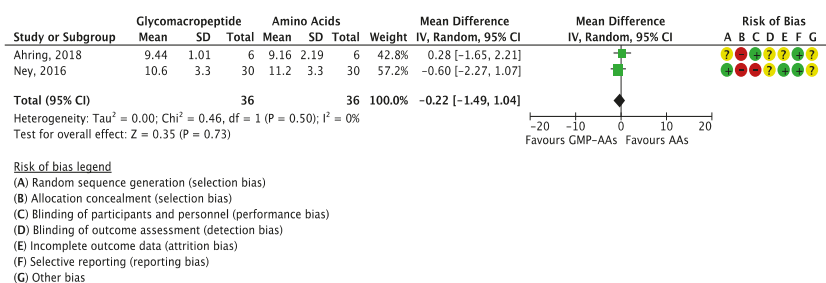 Glycomacropeptide Amino Acids Mean Difference Mean Difference Risk of Bias
Study or Subgroup Mean SD Total Mean SD Total Weight IV, Random, 95% CI IV, Random, 95% CI A B C D E F G
Ahring, 2018 9.44 1.01 6 9.16 2.19 6 42.8% 0.28 [-1.65, 2.21] ? - + ? ? + ?
Ney, 2016 10.6 3.3 30 11.2 3.3 30 57.2% -0.60 [-2.27, 1.07] + - - ? + + ?
Total (95% CI) 36 36 100.0% -0.22 [-1.49, 1.04]
Heterogeneity: Tau² = 0.00; Chi² = 0.46, df = 1 (P = 0.50); I² = 0%
Test for overall effect: Z = 0.35 (P = 0.73)
-20 -10 0 10 20
Favours GMP-AAs Favours AAs
Risk of bias legend
(A) Random sequence generation (selection bias)
(B) Allocation concealment (selection bias)
(C) Blinding of participants and personnel (performance bias)
(D) Blinding of outcome assessment (detection bias)
(E) Incomplete outcome data (attrition bias)
(F) Selective reporting (reporting bias)
(G) Other bias